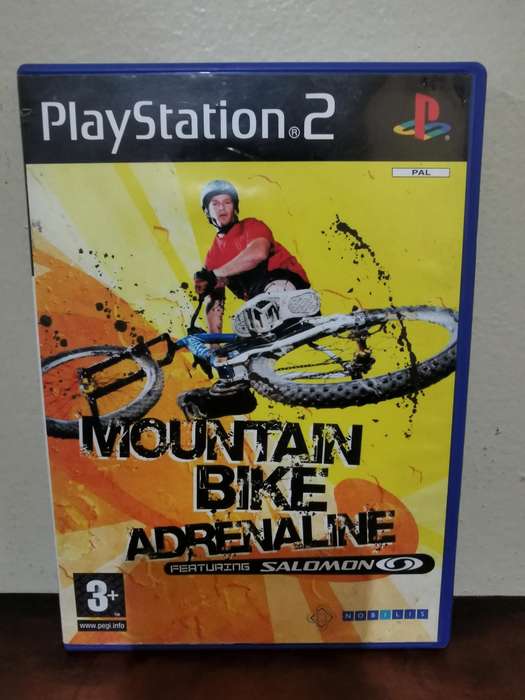 PlayStation®2
PAL
MOUNTAIN
BIKE
ADRENALINE
FEATURING SALOMON
3+
www.pegi.info
NOBILIS